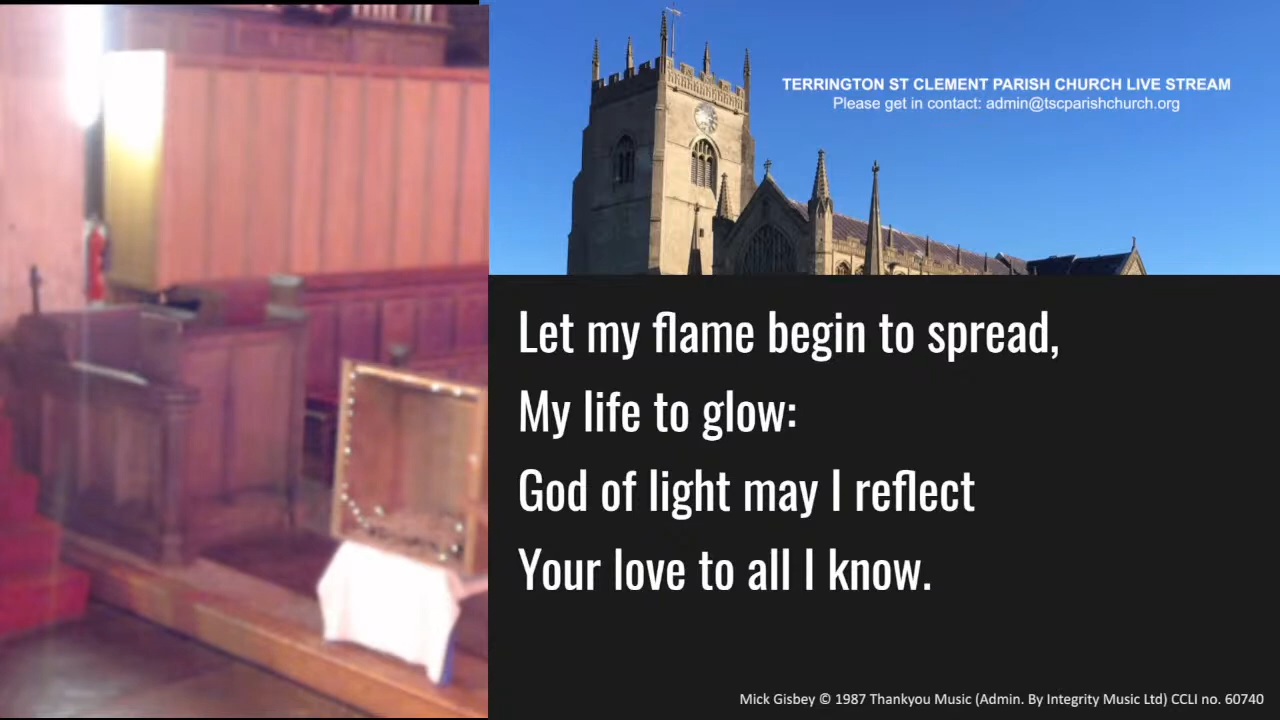 TERRINGTON ST CLEMENT PARISH CHURCH LIVE STREAM
Please get in contact: admin@tscparishchurch.org
Let my flame begin to spread,
My life to glow:
God of light may I reflect
Your love to all I know.
Mick Gisbey © 1987 Thankyou Music (Admin. By Integrity Music Ltd) CCLI no. 60740